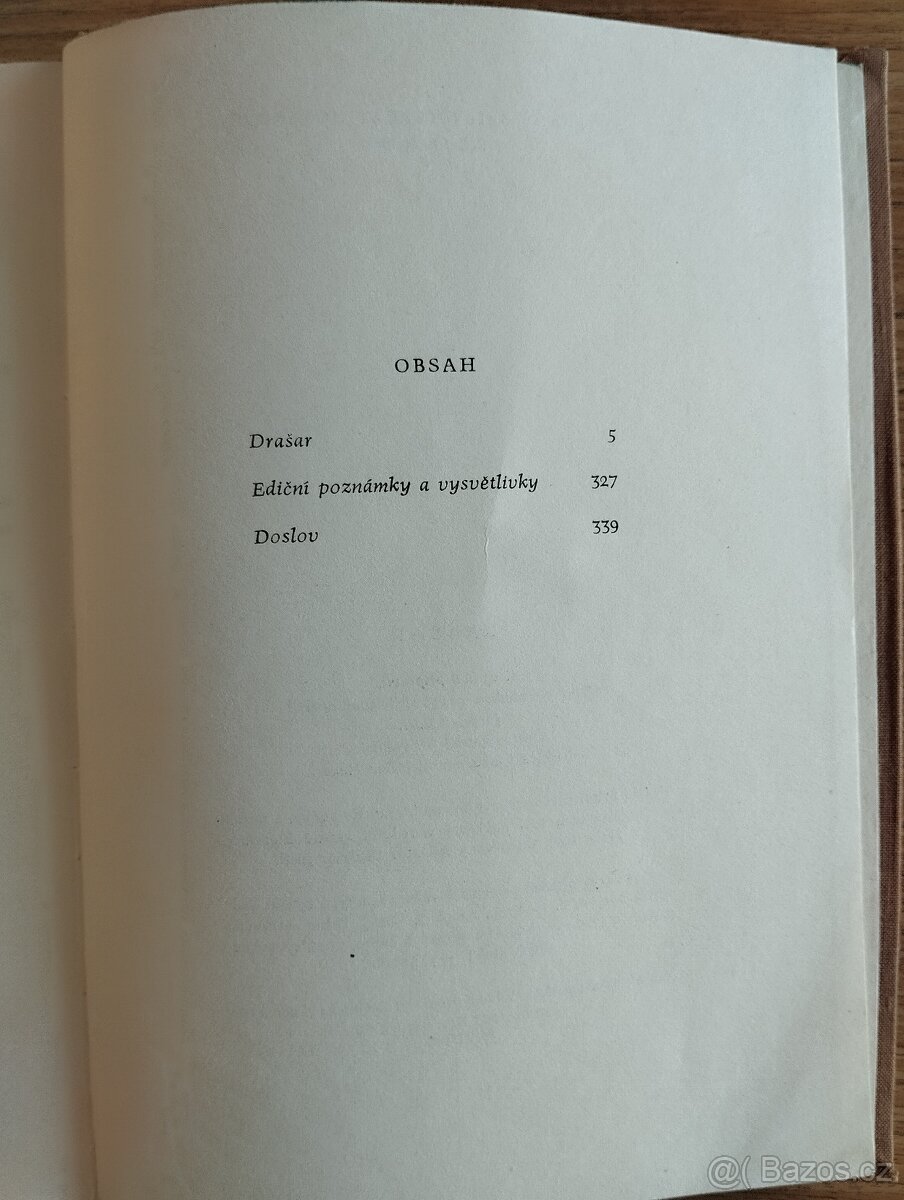 OBSAH
Drašar 5
Ediční poznámky a vysvětlivky 327
Doslov 339
@( Bazos.cz